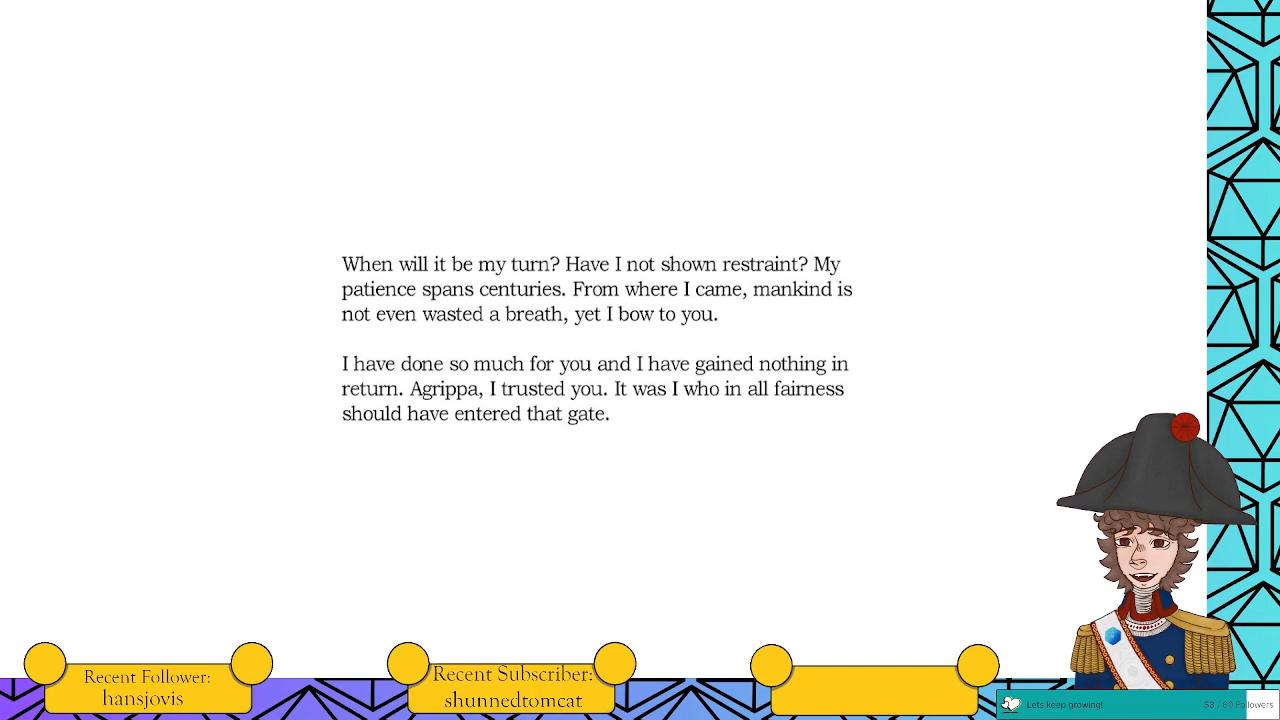 When will it be my turn? Have I not shown restraint? My
patience spans centuries. From where I came, mankind is
not even wasted a breath, yet I bow to you.
I have done so much for you and I have gained nothing in
return. Agrippa, I trusted you. It was I who in all fairness
should have entered that gate.
Recent Follower:
hansjovis
Recent Subscriber:
shunnedtomcat
Lets keep growing!
53 / 60 Followers